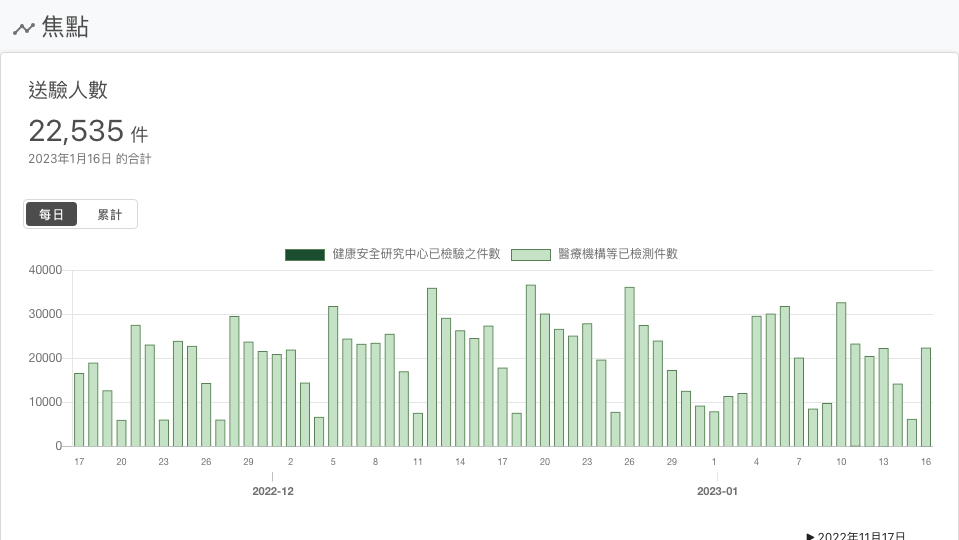 焦點
送驗人數
22,535 件
2023年1月16日 的合計
每日 累計
健康安全研究中心已檢驗之件數 醫療機構等已檢測件數
40000
30000
20000
10000
0
17 20 23 26 29 2 5 8 11 14 17 20 23 26 29 1 4 7 10 13 16
2022-12 2023-01
▶ 2022年11月17日